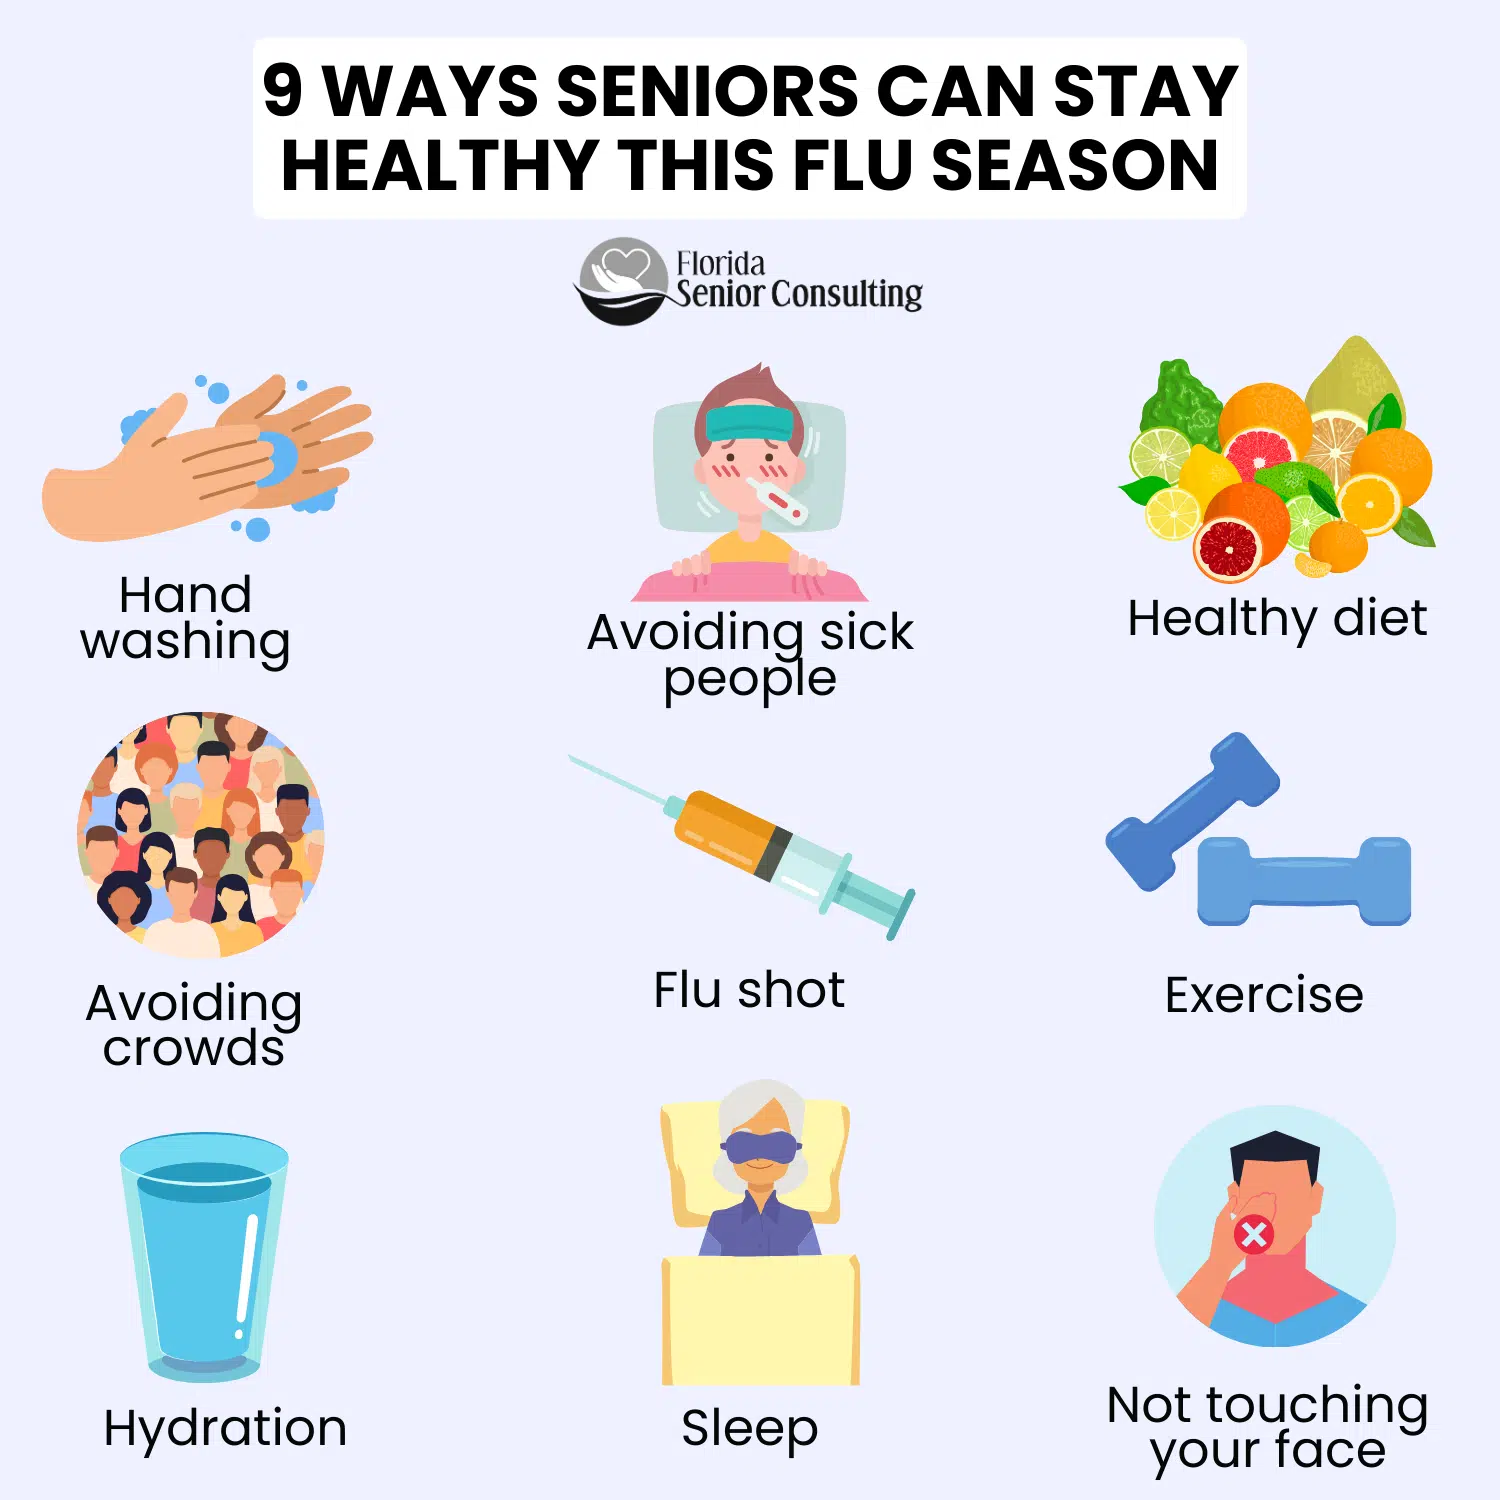 9 WAYS SENIORS CAN STAY
HEALTHY THIS FLU SEASON
Florida
Senior Consulting
Hand
washing
Avoiding sick
people
Healthy diet
Avoiding
crowds
Flu shot
Exercise
Hydration
Sleep
Not touching
your face